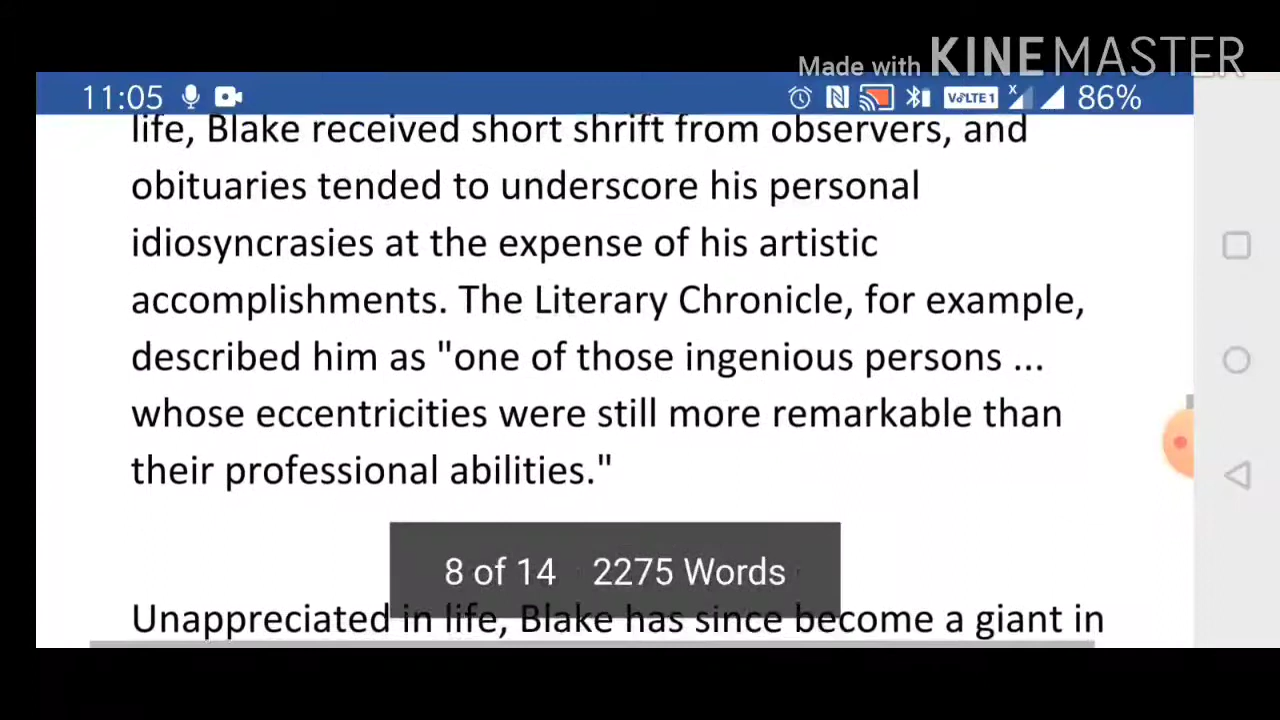 Made with KINEMASTER
11:05 VoLTE 1 x 86%
life, Blake received short shrift from observers, and
obituaries tended to underscore his personal
idiosyncrasies at the expense of his artistic
accomplishments. The Literary Chronicle, for example,
described him as "one of those ingenious persons ...
whose eccentricities were still more remarkable than
their professional abilities."
8 of 14 2275 Words
Unappreciated in life, Blake has since become a giant in